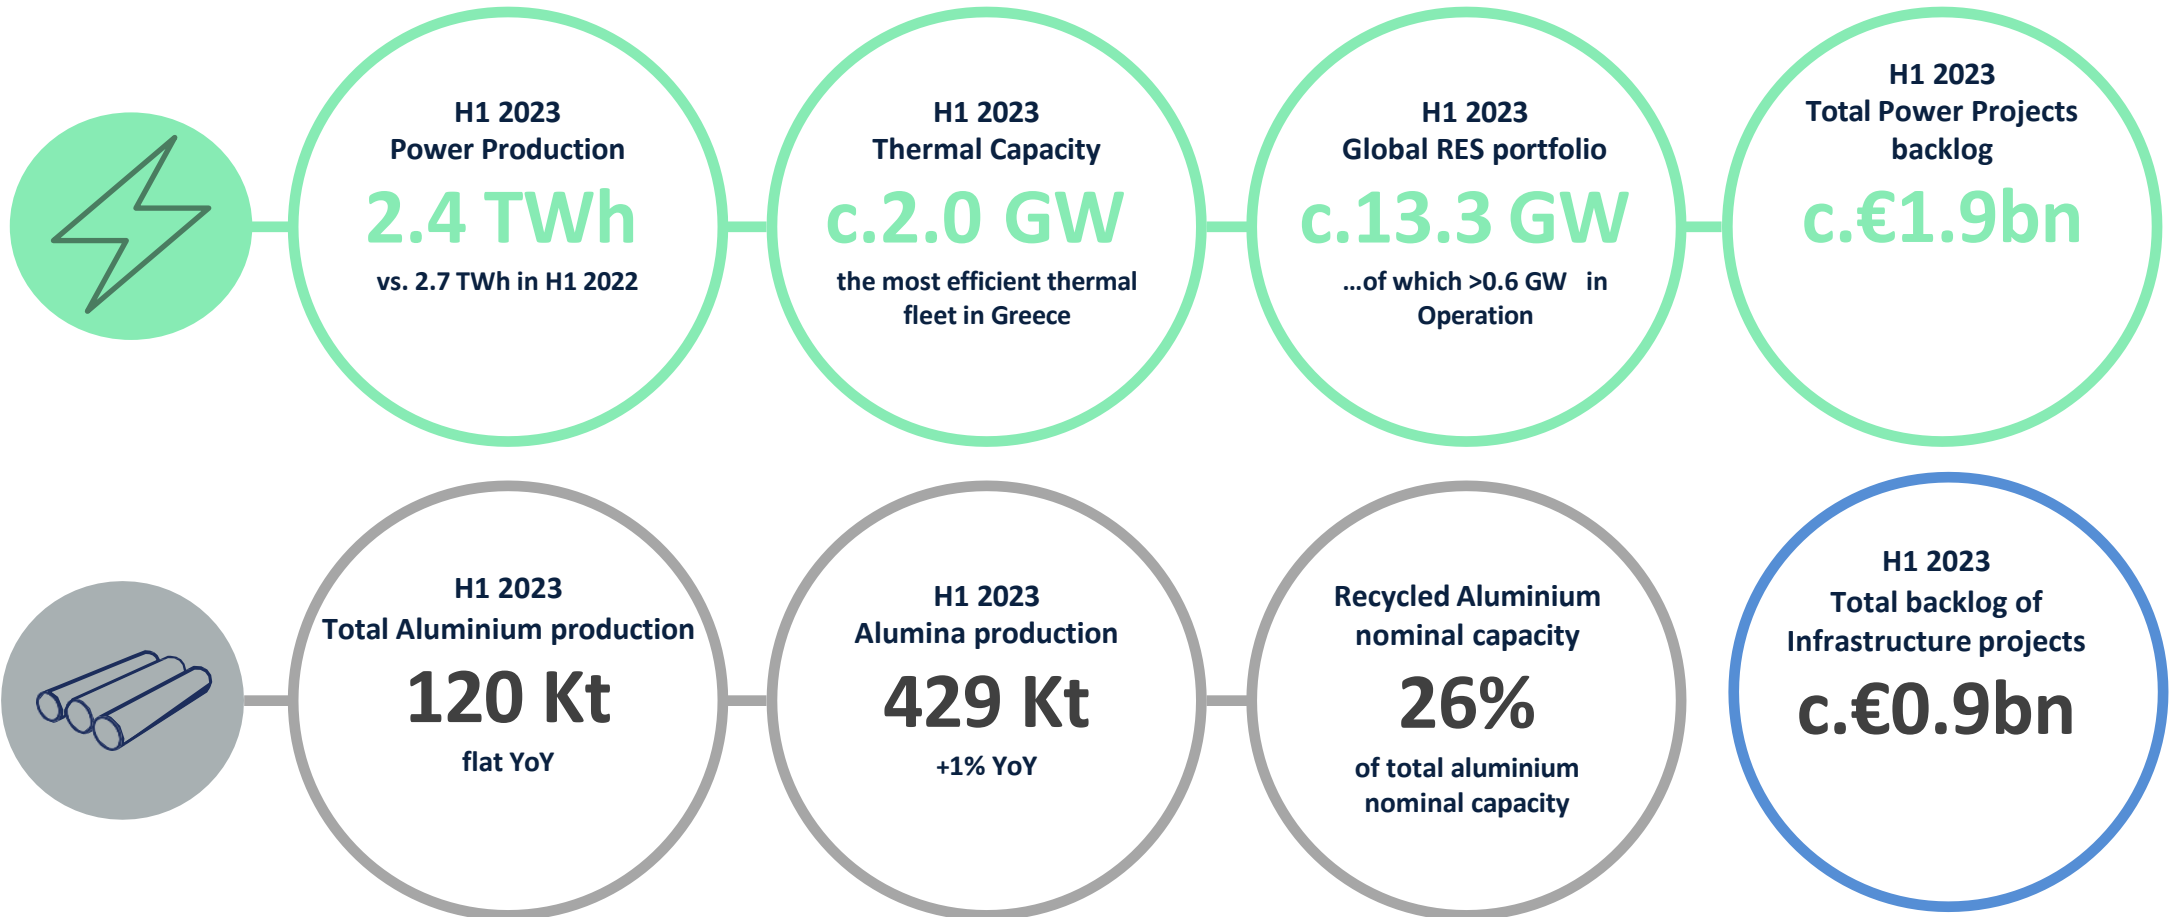 H1 2023
Power Production
2.4 TWh
vs. 2.7 TWh in H1 2022
H1 2023
Thermal Capacity
c.2.0 GW
the most efficient thermal
fleet in Greece
H1 2023
Global RES portfolio
c.13.3 GW
...of which >0.6 GW in
Operation
H1 2023
Total Power Projects
backlog
c.€1.9bn
H1 2023
Total Aluminium production
120 Kt
flat YoY
H1 2023
Alumina production
429 Kt
+1% YoY
Recycled Aluminium
nominal capacity
26%
of total aluminium
nominal capacity
H1 2023
Total backlog of
Infrastructure projects
c.€0.9bn